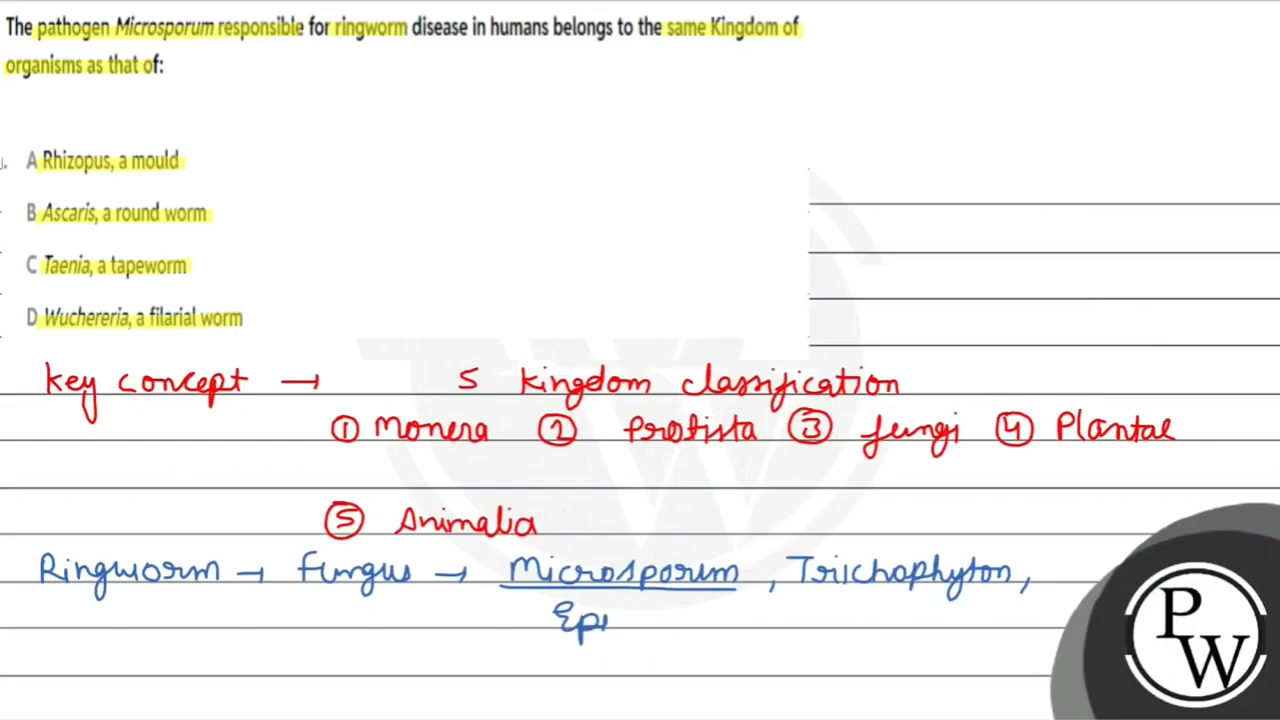 The pathogen Microsporum responsible for ringworm disease in humans belongs to the same Kingdom of
organisms as that of:
A Rhizopus, a mould
B Ascaris, a round worm
C Taenia, a tapeworm
D Wuchereria, a filarial worm
key concept → 5 kingdom classification
① Monera ② Protista ③ fungi ④ Plantae
⑤ Animalia
Ringworm → Fungus → Microsporum , Trichophyton ,
Epi
PW